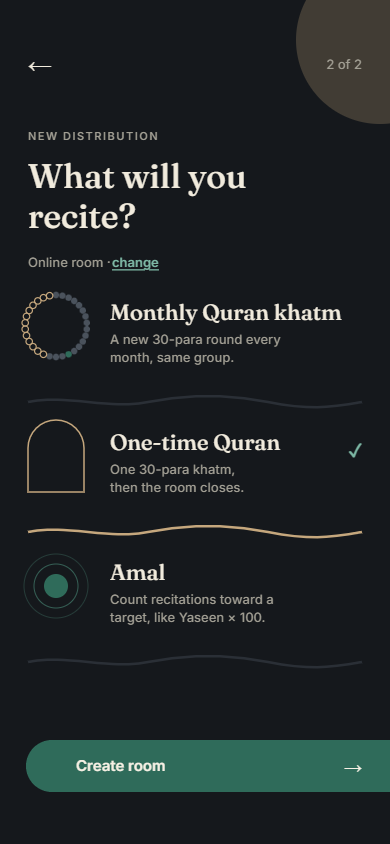 ←
2 of 2
NEW DISTRIBUTION
What will you
recite?
Online room · change
Monthly Quran khatm
A new 30-para round every
month, same group.
One-time Quran
One 30-para khatm,
then the room closes.
✓
Amal
Count recitations toward a
target, like Yaseen × 100.
Create room →